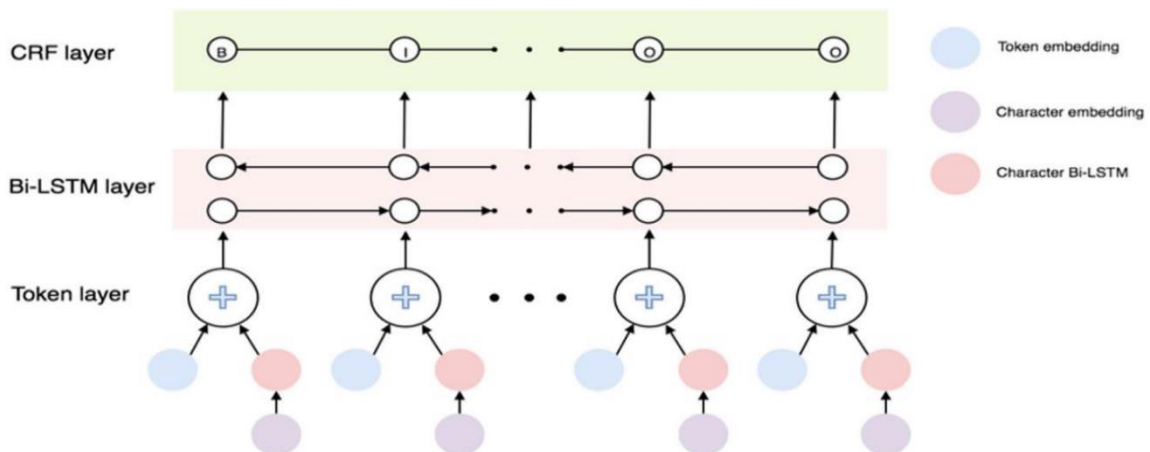 CRF layer
B
I
O
O
Token embedding
Character embedding
Character Bi-LSTM
Bi-LSTM layer
Token layer